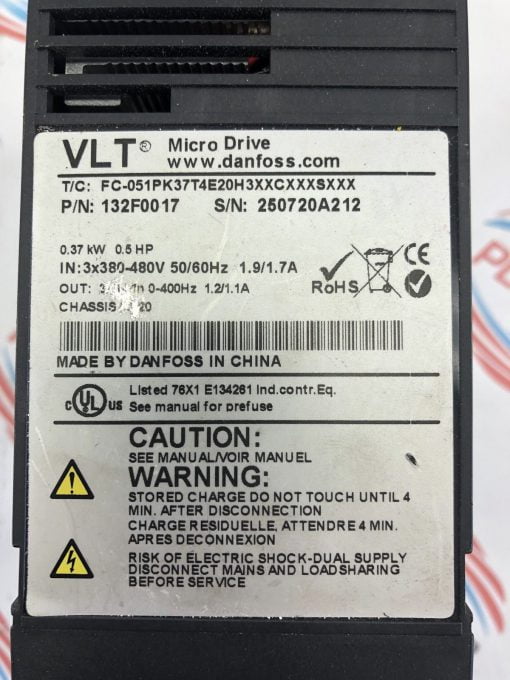 VLT® Micro Drive
www.danfoss.com
T/C: FC-051PK37T4E20H3XXCXXXSXXX
P/N: 132F0017 S/N: 250720A212
0.37 kW 0.5 HP
IN: 3x380-480V 50/60Hz 1.9/1.7A
OUT: 0-400Hz 1.2/1.1A
CHASSIS 20
RoHS CE
MADE BY DANFOSS IN CHINA
c UL us Listed 76X1 E134261 Ind.contr.Eq.
See manual for prefuse
CAUTION:
SEE MANUAL/VOIR MANUEL
WARNING:
STORED CHARGE DO NOT TOUCH UNTIL 4
MIN. AFTER DISCONNECTION
CHARGE RESIDUELLE, ATTENDRE 4 MIN.
APRES DECONNEXION
RISK OF ELECTRIC SHOCK-DUAL SUPPLY
DISCONNECT MAINS AND LOADSHARING
BEFORE SERVICE